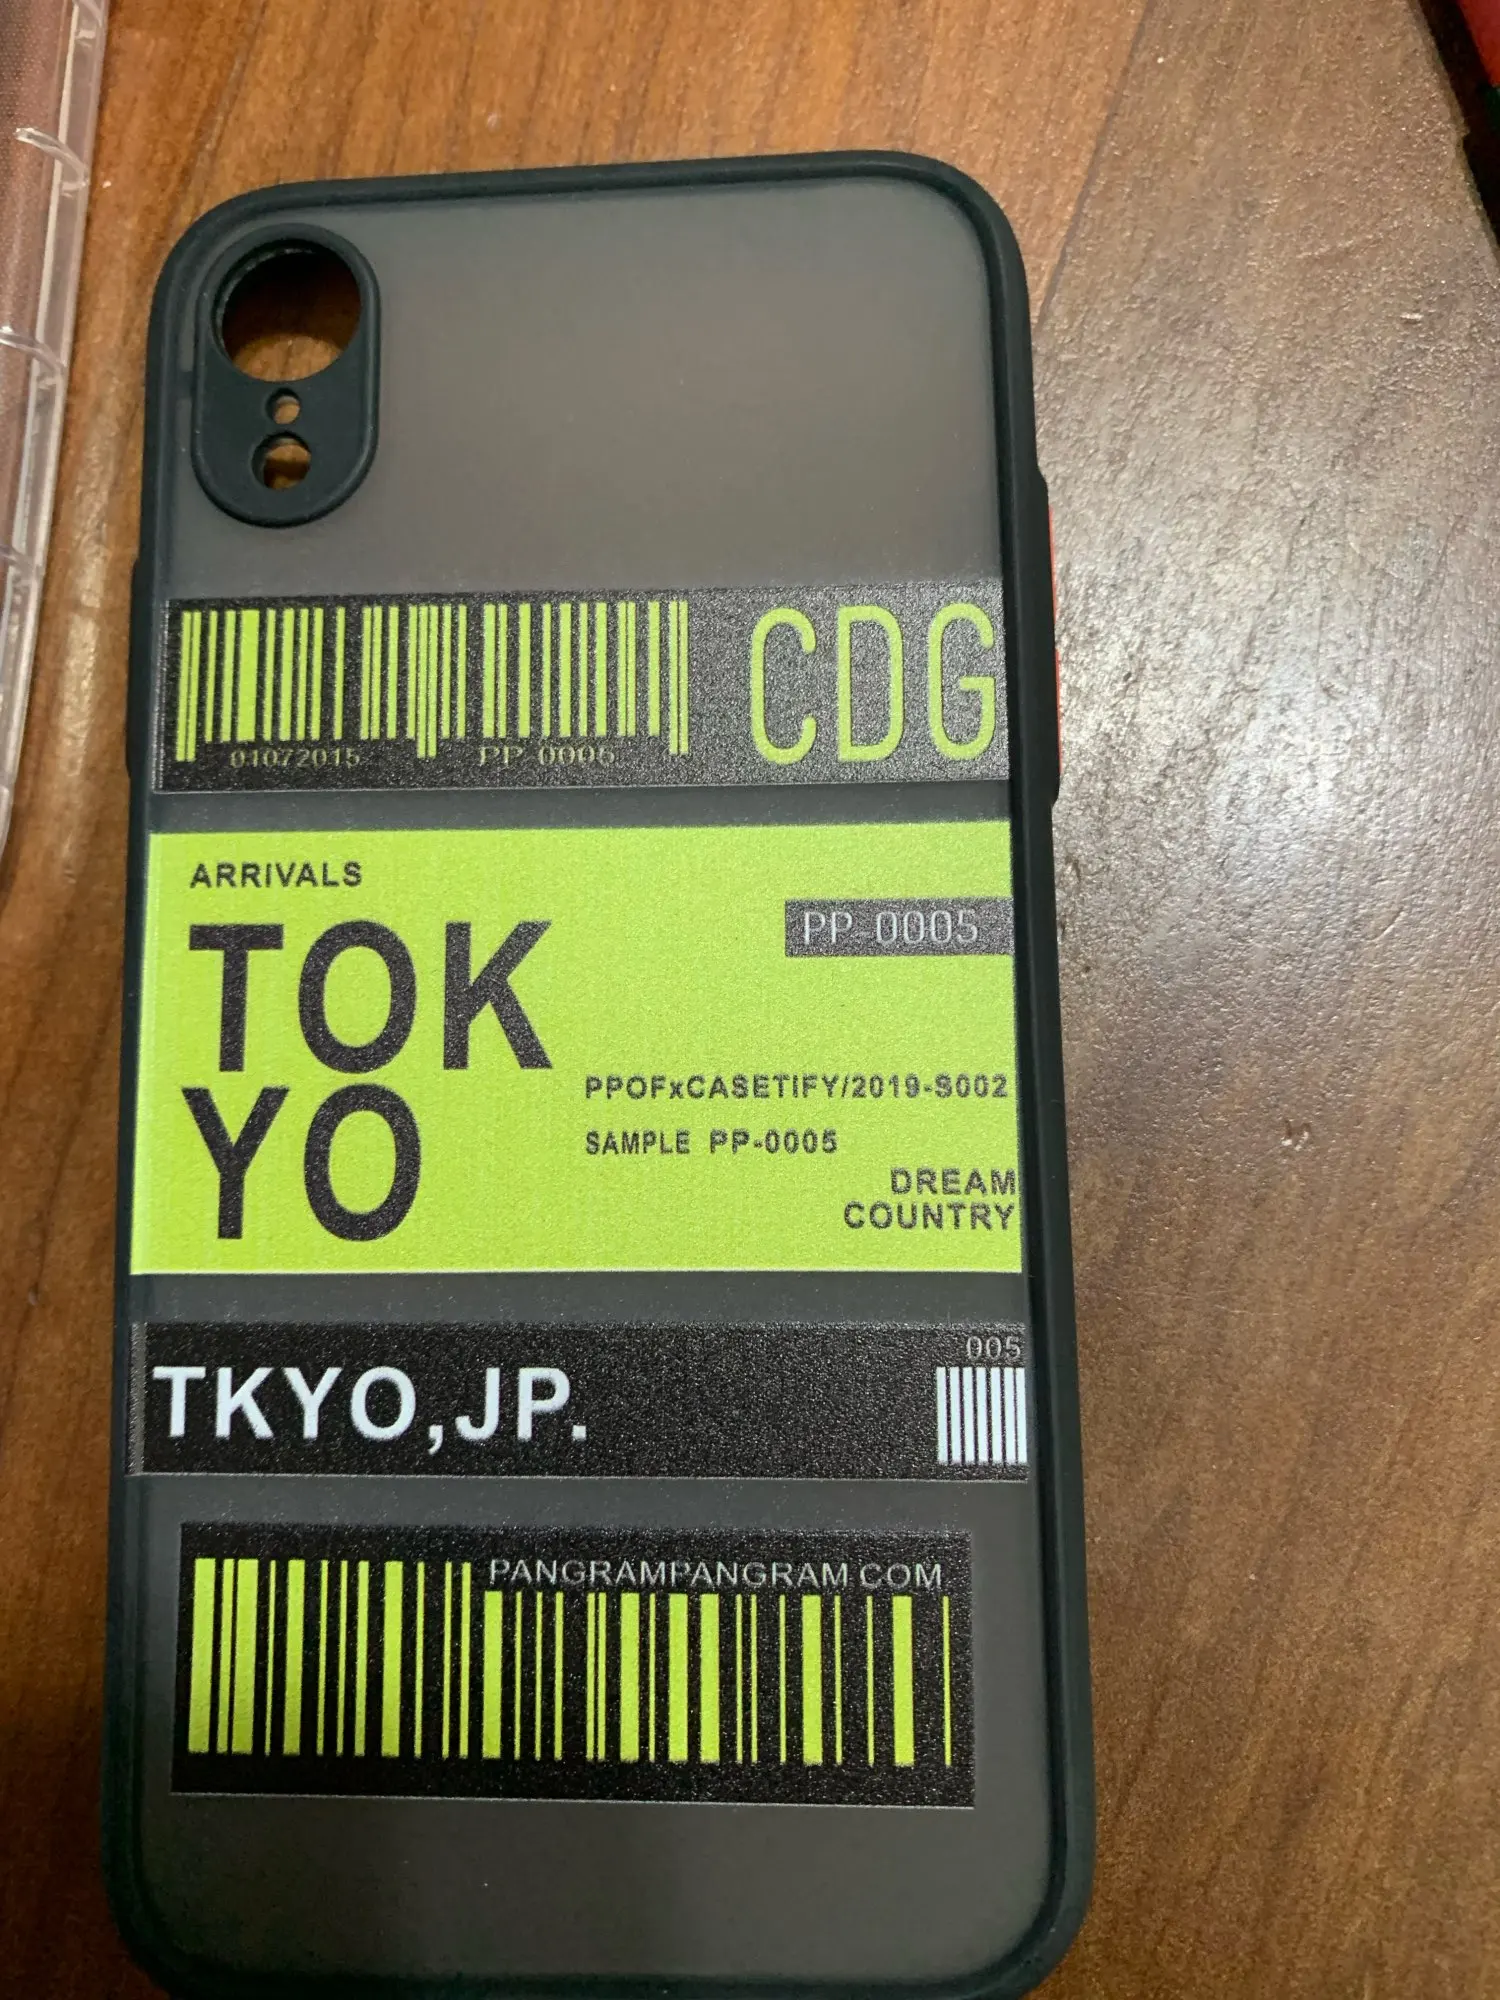 CDG
01072015 PP 0005
ARRIVALS
PP-0005
TOK
YO
PPOFxCASETIFY/2019-S002
SAMPLE PP-0005
DREAM
COUNTRY
005
TKYO,JP.
PANGRAMPANGRAM COM